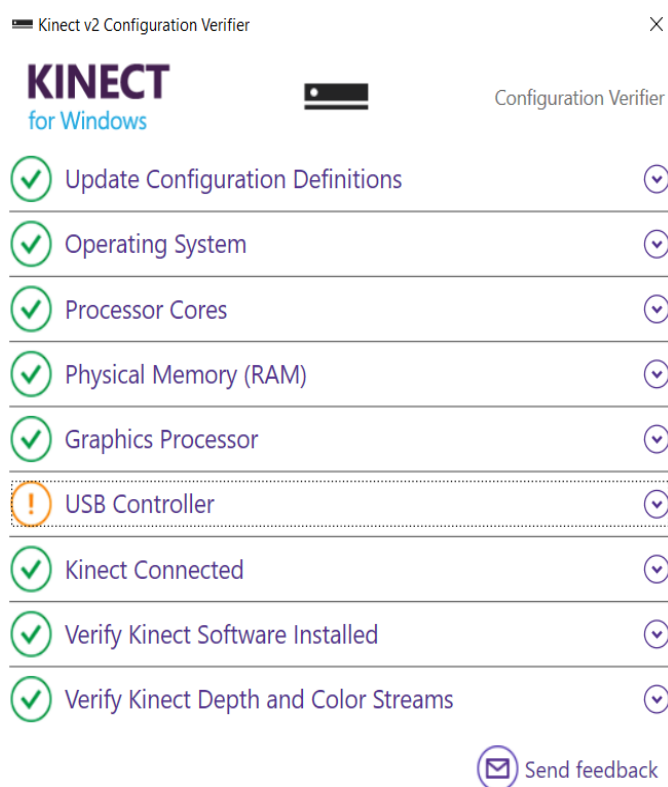 Kinect v2 Configuration Verifier
KINECT
for Windows
Configuration Verifier
Update Configuration Definitions
Operating System
Processor Cores
Physical Memory (RAM)
Graphics Processor
USB Controller
Kinect Connected
Verify Kinect Software Installed
Verify Kinect Depth and Color Streams
Send feedback